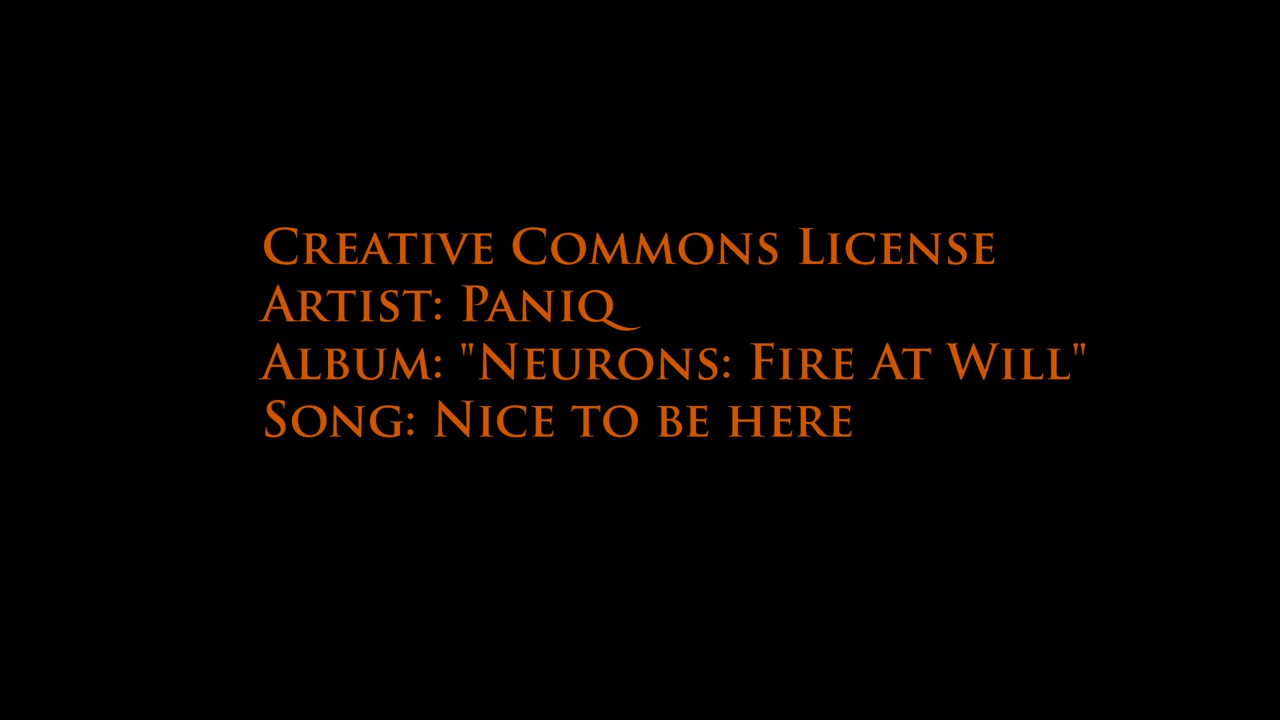 Creative Commons License
Artist: Paniq
Album: "Neurons: Fire At Will"
Song: Nice to be here